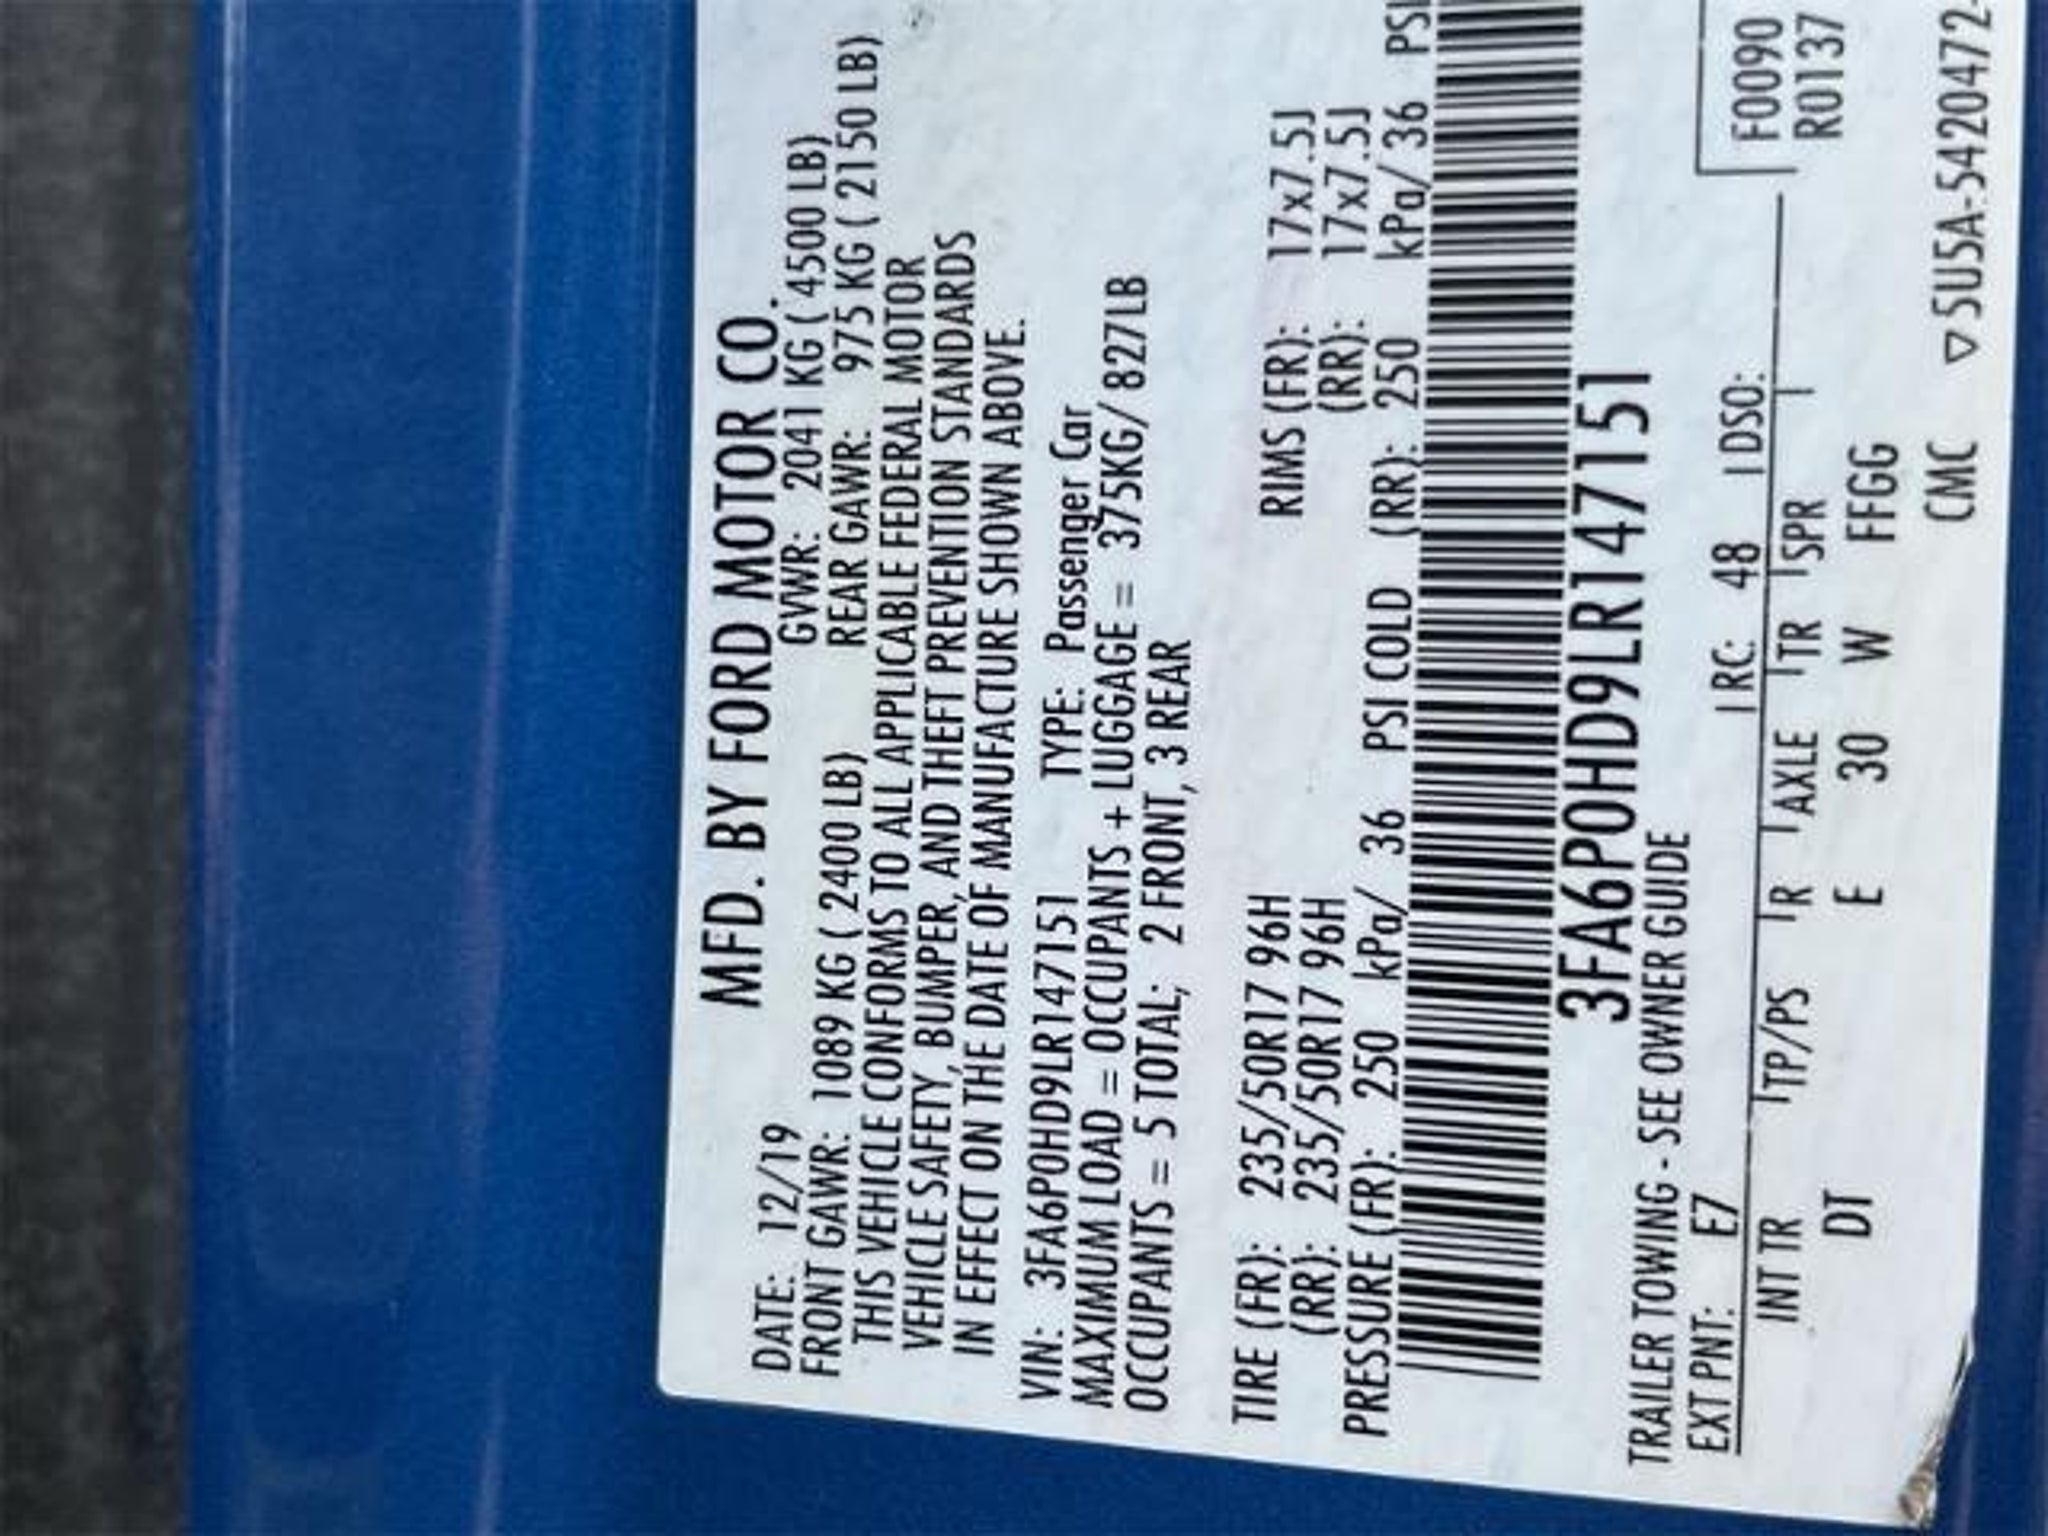 MFD. BY FORD MOTOR CO.
DATE: 12/19 GVWR: 2041 KG ( 4500 LB)
FRONT GAWR: 1089 KG ( 2400 LB) REAR GAWR: 975 KG ( 2150 LB)
THIS VEHICLE CONFORMS TO ALL APPLICABLE FEDERAL MOTOR
VEHICLE SAFETY, BUMPER, AND THEFT PREVENTION STANDARDS
IN EFFECT ON THE DATE OF MANUFACTURE SHOWN ABOVE.
VIN: 3FA6P0HD9LR147151 TYPE: Passenger Car
MAXIMUM LOAD = OCCUPANTS + LUGGAGE = 375KG/ 827LB
OCCUPANTS = 5 TOTAL; 2 FRONT, 3 REAR
TIRE (FR): 235/50R17 96H RIMS (FR): 17x7.5J
(RR): 235/50R17 96H (RR): 17x7.5J
PRESSURE (FR): 250 kPa/ 36 PSI COLD (RR): 250 kPa/ 36 PSI
3FA6P0HD9LR147151
TRAILER TOWING - SEE OWNER GUIDE
EXT PNT: E7 RC: 48 DSO: F0090
INT TR TP/PS R AXLE TR SPR R0137
DT E 30 W FFGG
CMC ▽5U5A-5420472-